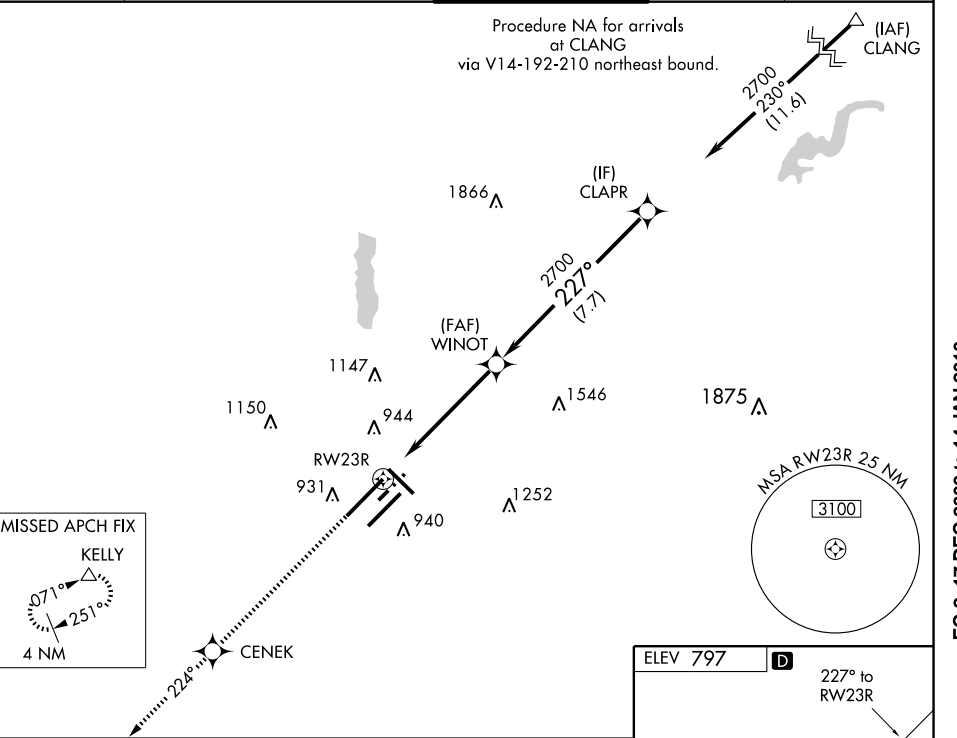 Procedure NA for arrivals
at CLANG
via V14-192-210 northeast bound.
(IAF)
CLANG
2700
230°
(11.6)
(IF)
CLAPR
1866
2700
227°
(7.7)
(FAF)
WINOT
1147
1150
944
1546
1875
RW23R
931
1252
940
MSA RW23R 25 NM
3100
MISSED APCH FIX
KELLY
071°
251°
4 NM
CENEK
224°
ELEV 797
D
227° to
RW23R